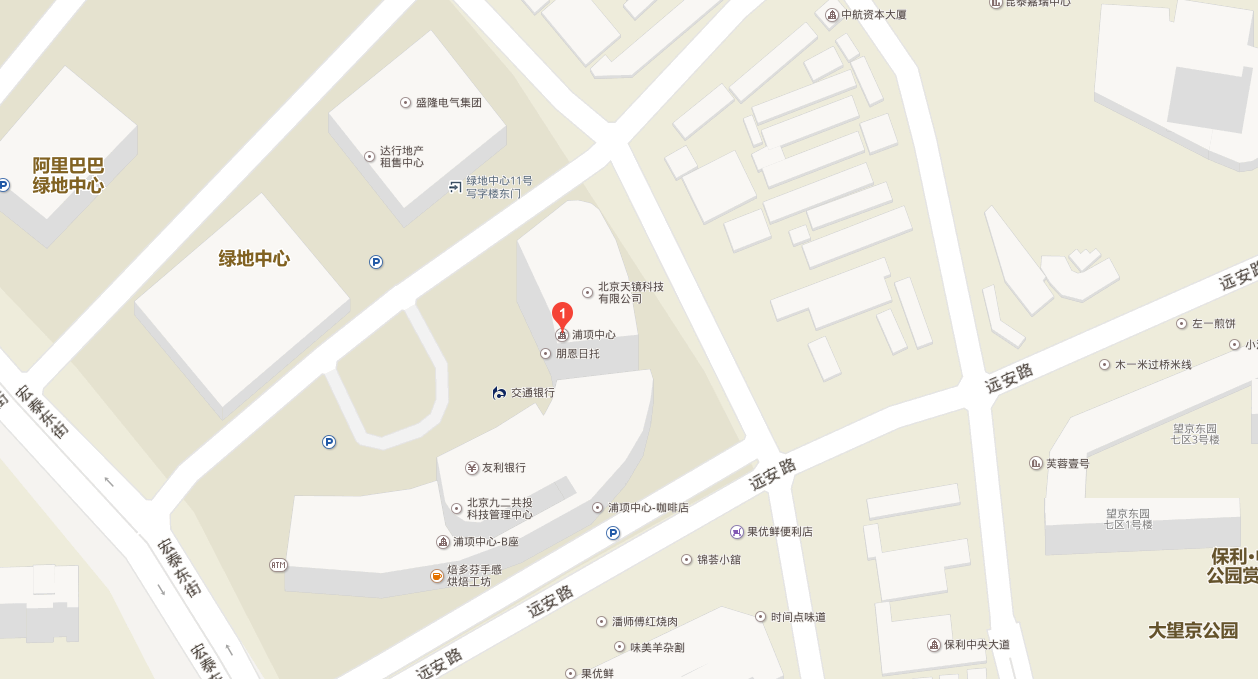 中航资本大厦
昆泰嘉瑞中心
盛隆电气集团
达行地产
租售中心
阿里巴巴
绿地中心
P
绿地中心11号
写字楼东门
绿地中心
P
北京天镜科技
有限公司
1
浦项中心
朋恩日托
远安路
左一煎饼
木一米过桥米线
远安路
交通银行
宏泰东街
街
P
望京东园
七区3号楼
友利银行
远安路
芙蓉壹号
北京九二共投
科技管理中心
浦项中心-咖啡店
望京东园
七区1号楼
P
果优鲜便利店
浦项中心-B座
锦荟小舘
ATM
焙多芬手感
烘焙工坊
宏泰东街
保利·
公园赏
远安路
潘师傅红烧肉
时间点味道
大望京公园
味美羊杂割
保利中央大道
远安路
果优鲜
宏泰东